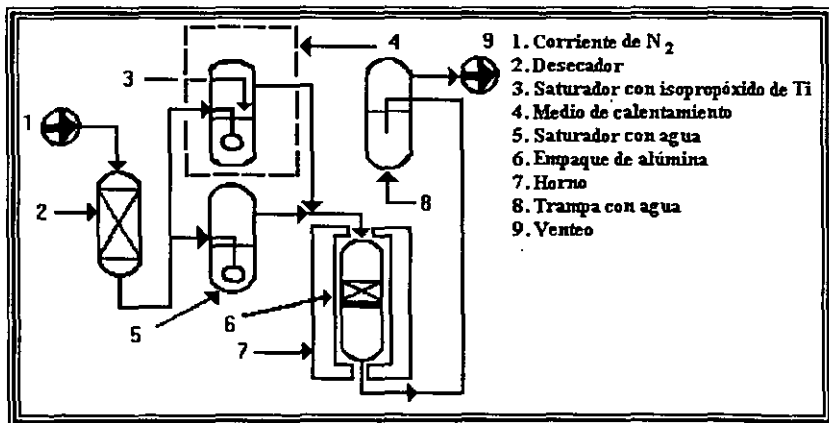 1. Corriente de N2
2. Desecador
3. Saturador con isopropóxido de Ti
4. Medio de calentamiento
5. Saturador con agua
6. Empaque de alúmina
7. Horno
8. Trampa con agua
9. Venteo
1
2
3
4
5
6
7
8
9